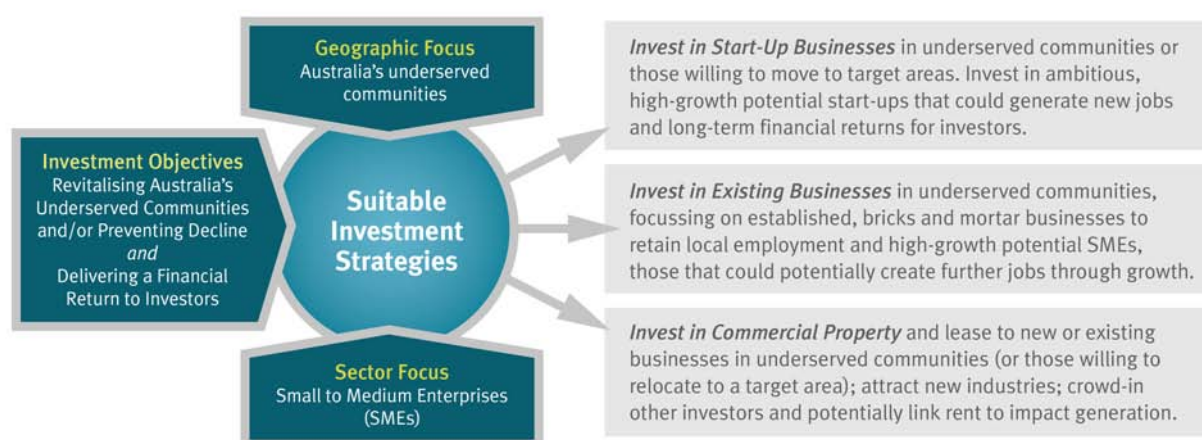 Geographic Focus
Australia's underserved
communities
Investment Objectives
Revitalising Australia's
Underserved Communities
and/or Preventing Decline
and
Delivering a Financial
Return to Investors
Suitable
Investment
Strategies
Sector Focus
Small to Medium Enterprises
(SMEs)
Invest in Start-Up Businesses in underserved communities or
those willing to move to target areas. Invest in ambitious,
high-growth potential start-ups that could generate new jobs
and long-term financial returns for investors.
Invest in Existing Businesses in underserved communities,
focussing on established, bricks and mortar businesses to
retain local employment and high-growth potential SMEs,
those that could potentially create further jobs through growth.
Invest in Commercial Property and lease to new or existing
businesses in underserved communities (or those willing to
relocate to a target area); attract new industries; crowd-in
other investors and potentially link rent to impact generation.